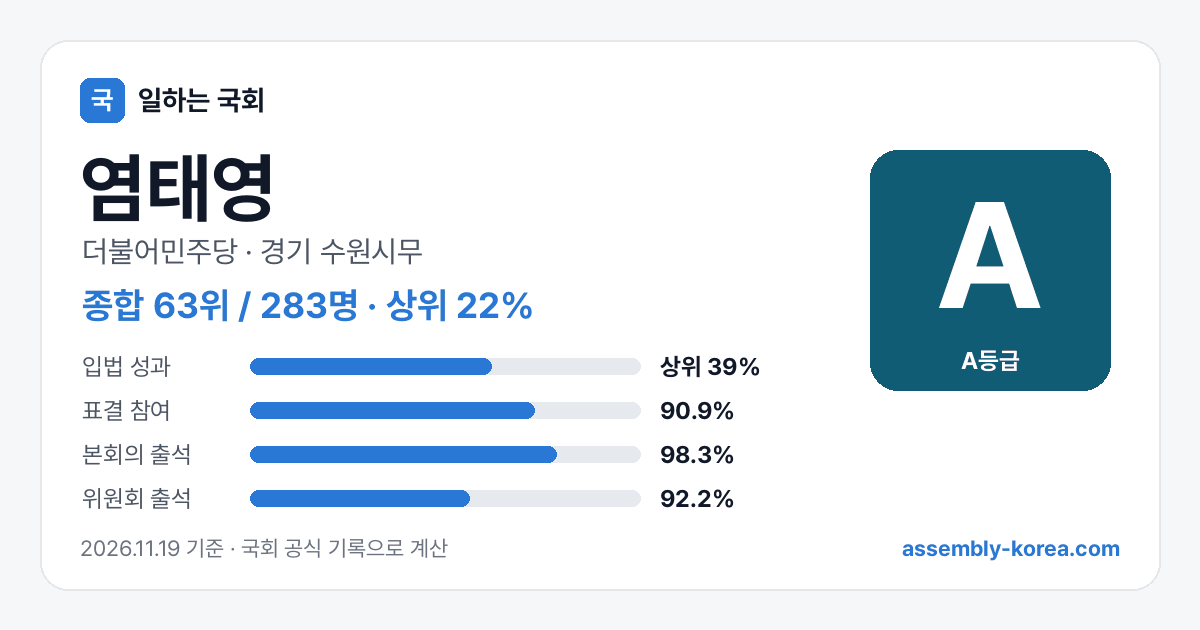 국 일하는 국회
염태영
더불어민주당 · 경기 수원시무
종합 63위 / 283명 · 상위 22%
A
A등급
입법 성과 상위 39%
표결 참여 90.9%
본회의 출석 98.3%
위원회 출석 92.2%
2026.11.19 기준 · 국회 공식 기록으로 계산
assembly-korea.com